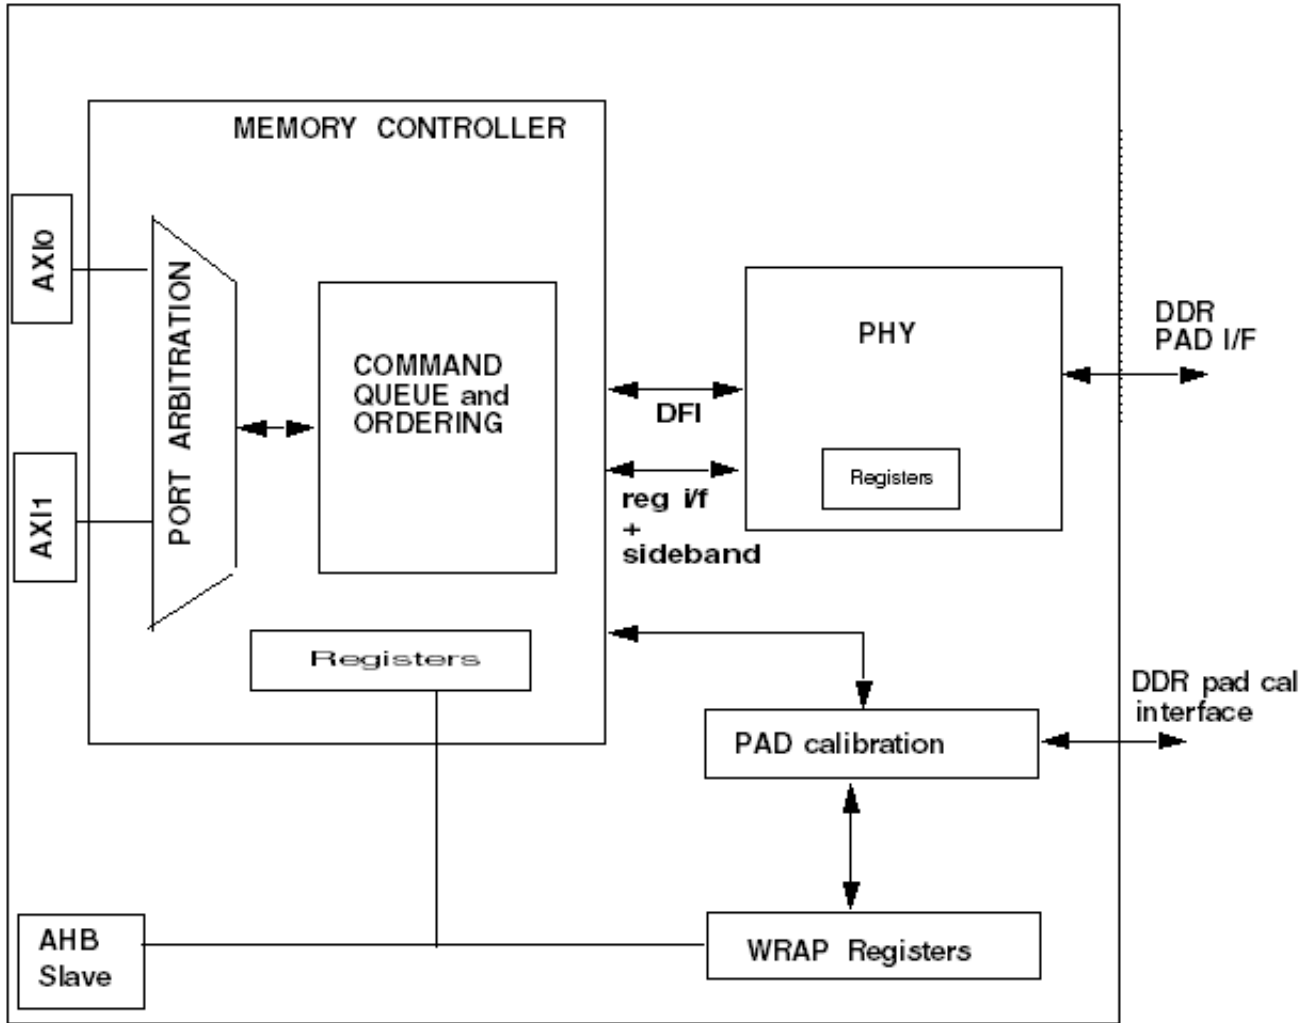 MEMORY CONTROLLER
AXI0
AXI1
PORT ARBITRATION
COMMAND
QUEUE and
ORDERING
Registers
DFI
reg i/f
+
sideband
PHY
Registers
DDR
PAD I/F
PAD calibration
DDR pad cal
interface
AHB
Slave
WRAP Registers